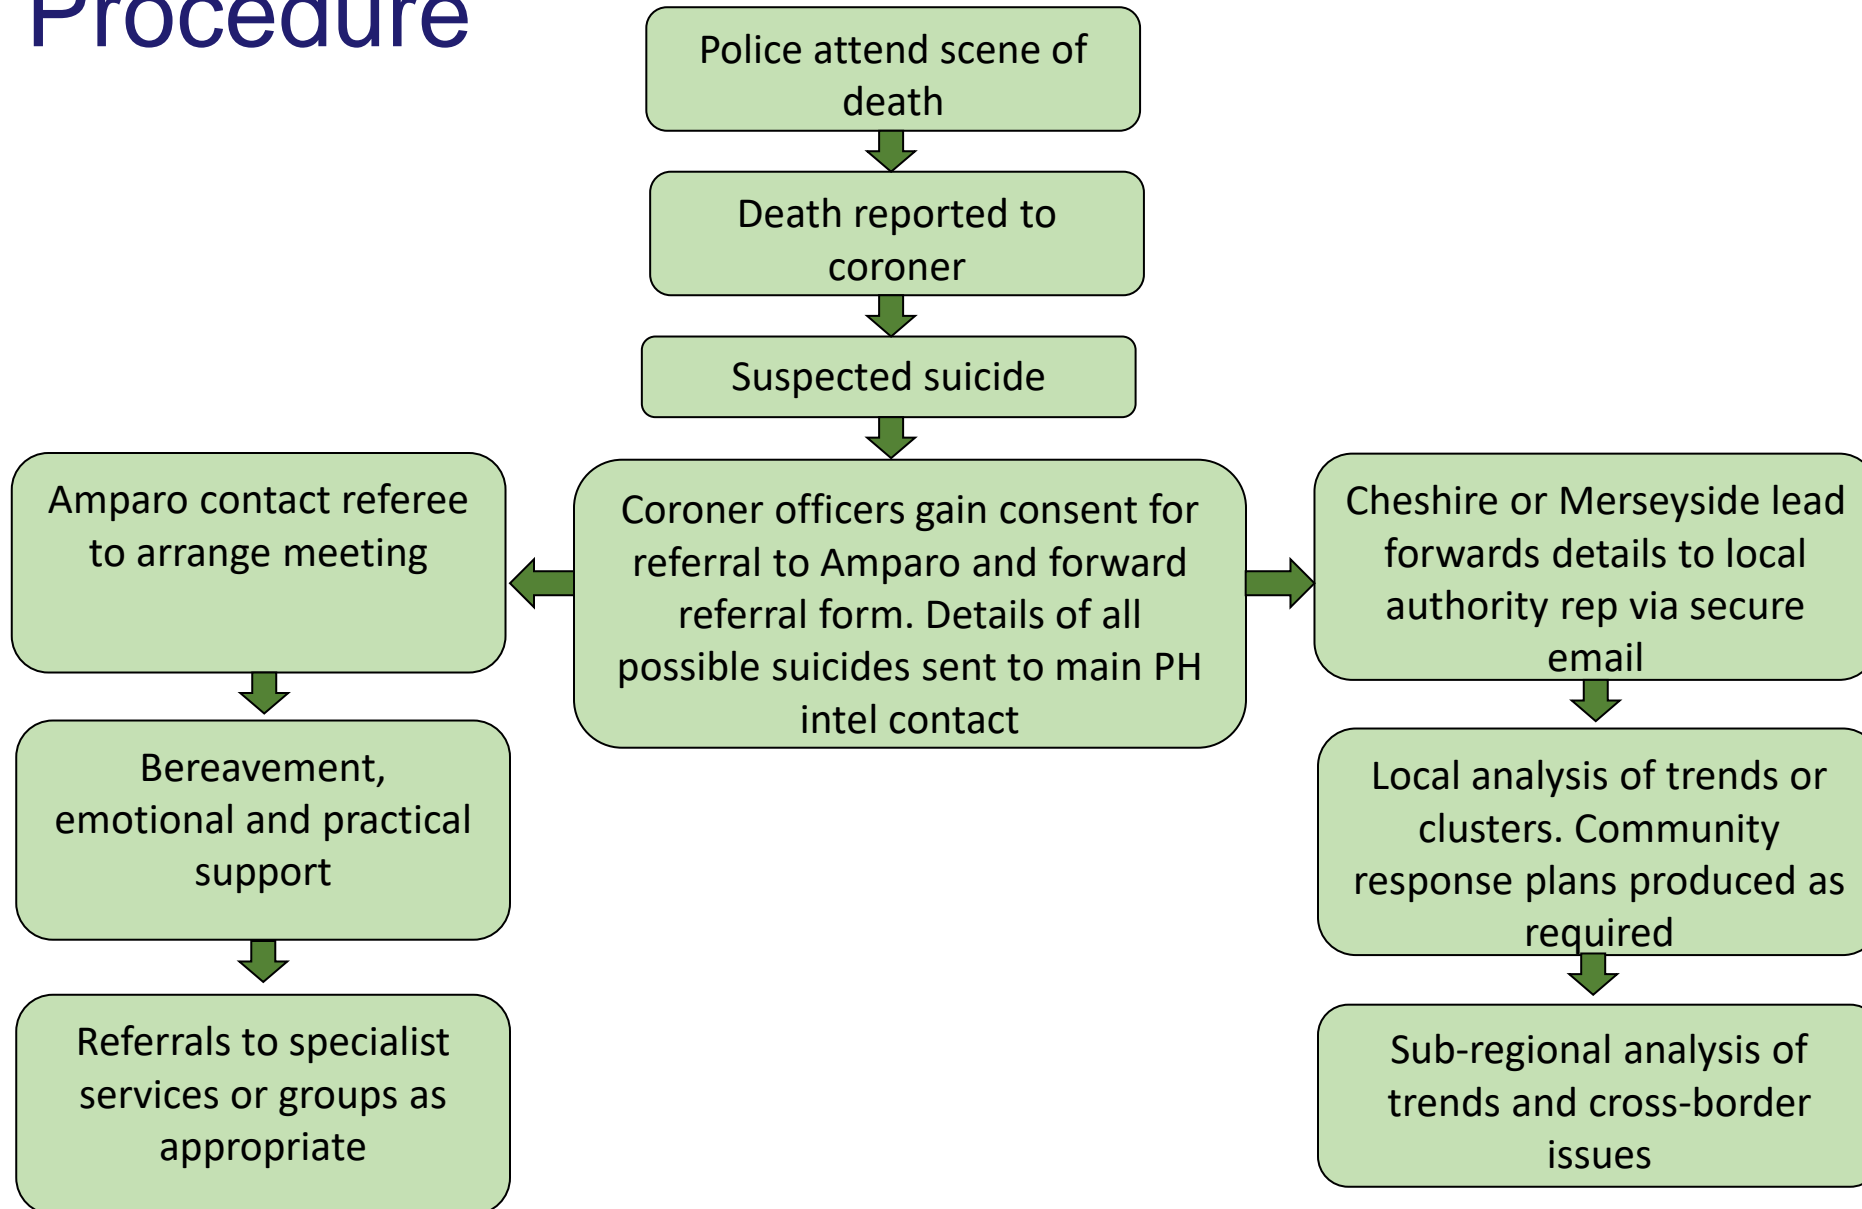 Procedure
Police attend scene of
death
Death reported to
coroner
Suspected suicide
Amparo contact referee
to arrange meeting
Coroner officers gain consent for
referral to Amparo and forward
referral form. Details of all
possible suicides sent to main PH
intel contact
Cheshire or Merseyside lead
forwards details to local
authority rep via secure
email
Bereavement,
emotional and practical
support
Local analysis of trends or
clusters. Community
response plans produced as
required
Referrals to specialist
services or groups as
appropriate
Sub-regional analysis of
trends and cross-border
issues